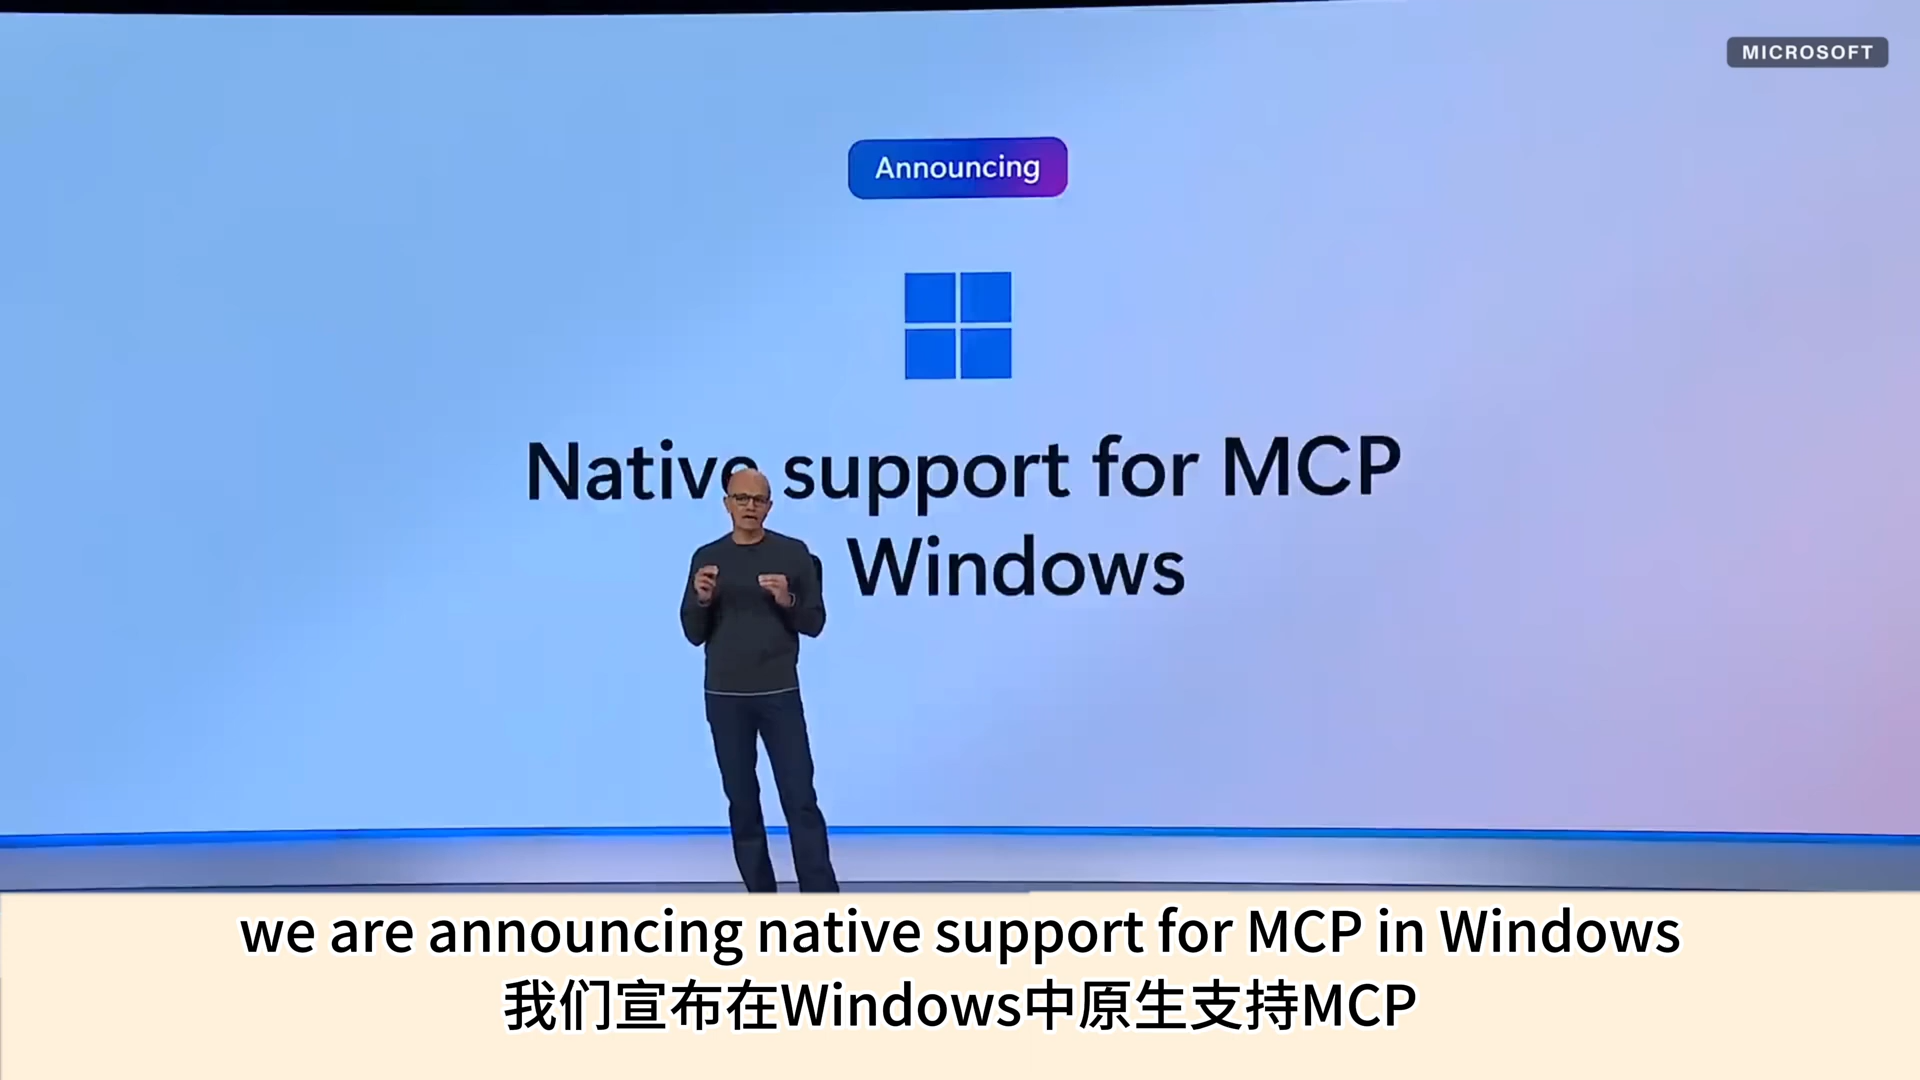 MICROSOFT
Announcing
Native support for MCP
Windows
we are announcing native support for MCP in Windows
我们宣布在Windows中原生支持MCP